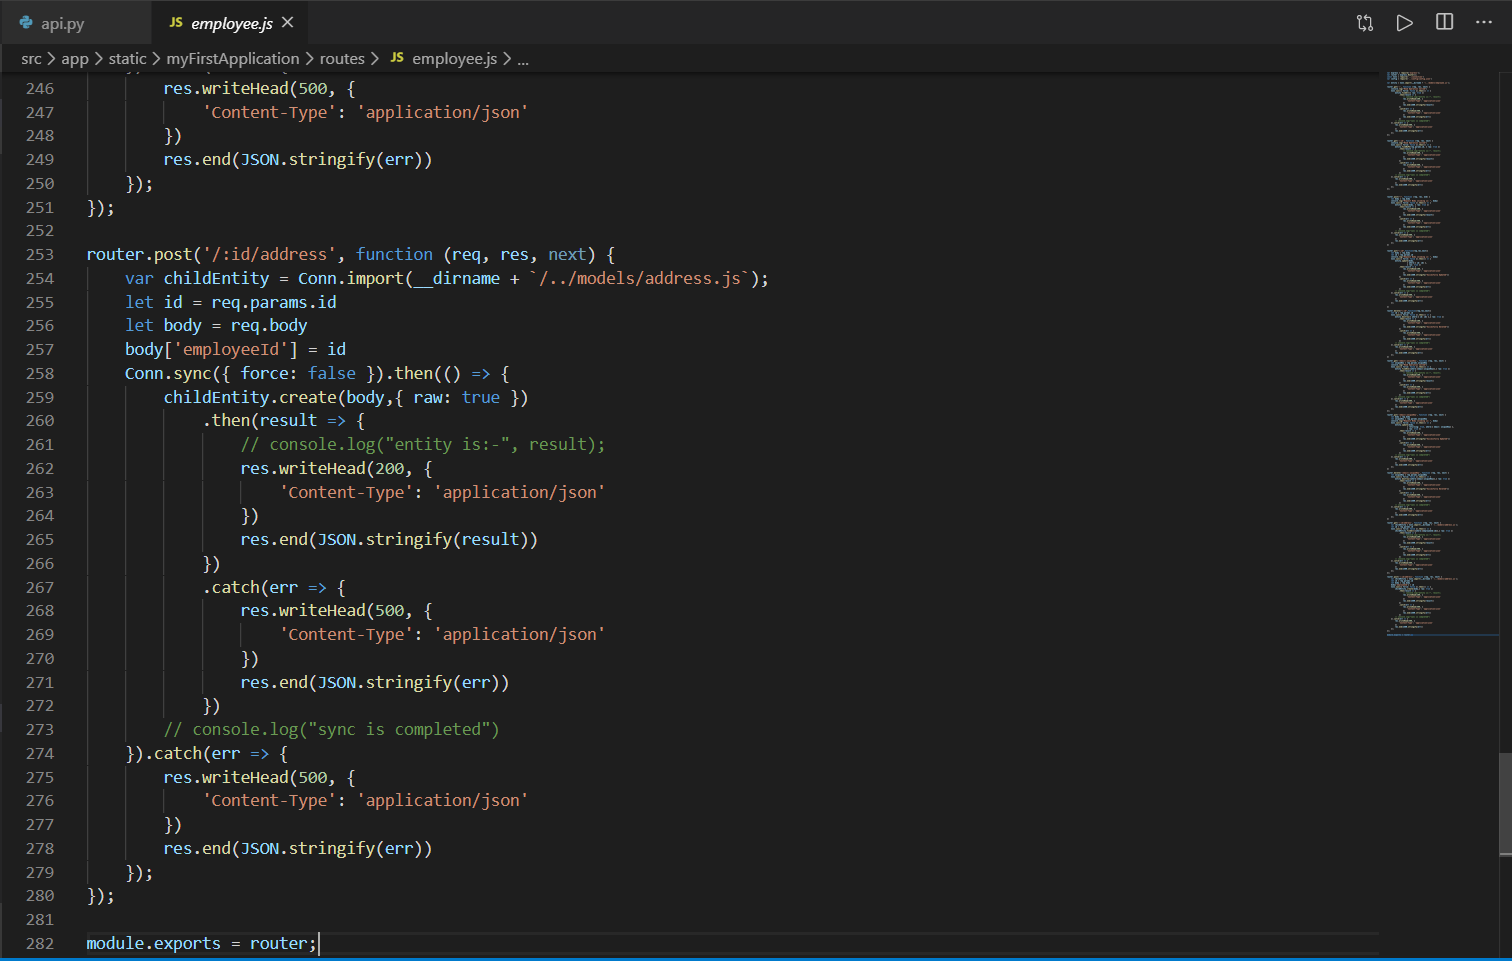 api.py
JS employee.js
src > app > static > myFirstApplication > routes > JS employee.js > ...
246 res.writeHead(500, {
247 'Content-Type': 'application/json'
248 })
249 res.end(JSON.stringify(err))
250 });
251 });
252
253 router.post('/:id/address', function (req, res, next) {
254 var childEntity = Conn.import(__dirname + `/../models/address.js`);
255 let id = req.params.id
256 let body = req.body
257 body['employeeId'] = id
258 Conn.sync({ force: false }).then(() => {
259 childEntity.create(body,{ raw: true })
260 .then(result => {
261 // console.log("entity is:-", result);
262 res.writeHead(200, {
263 'Content-Type': 'application/json'
264 })
265 res.end(JSON.stringify(result))
266 })
267 .catch(err => {
268 res.writeHead(500, {
269 'Content-Type': 'application/json'
270 })
271 res.end(JSON.stringify(err))
272 })
273 // console.log("sync is completed")
274 }).catch(err => {
275 res.writeHead(500, {
276 'Content-Type': 'application/json'
277 })
278 res.end(JSON.stringify(err))
279 });
280 });
281
282 module.exports = router;